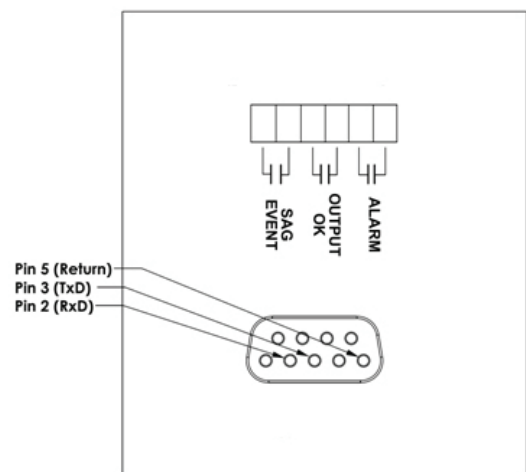 SAG
EVENT
OUTPUT
OK
ALARM
Pin 5 (Return)
Pin 3 (TxD)
Pin 2 (RxD)